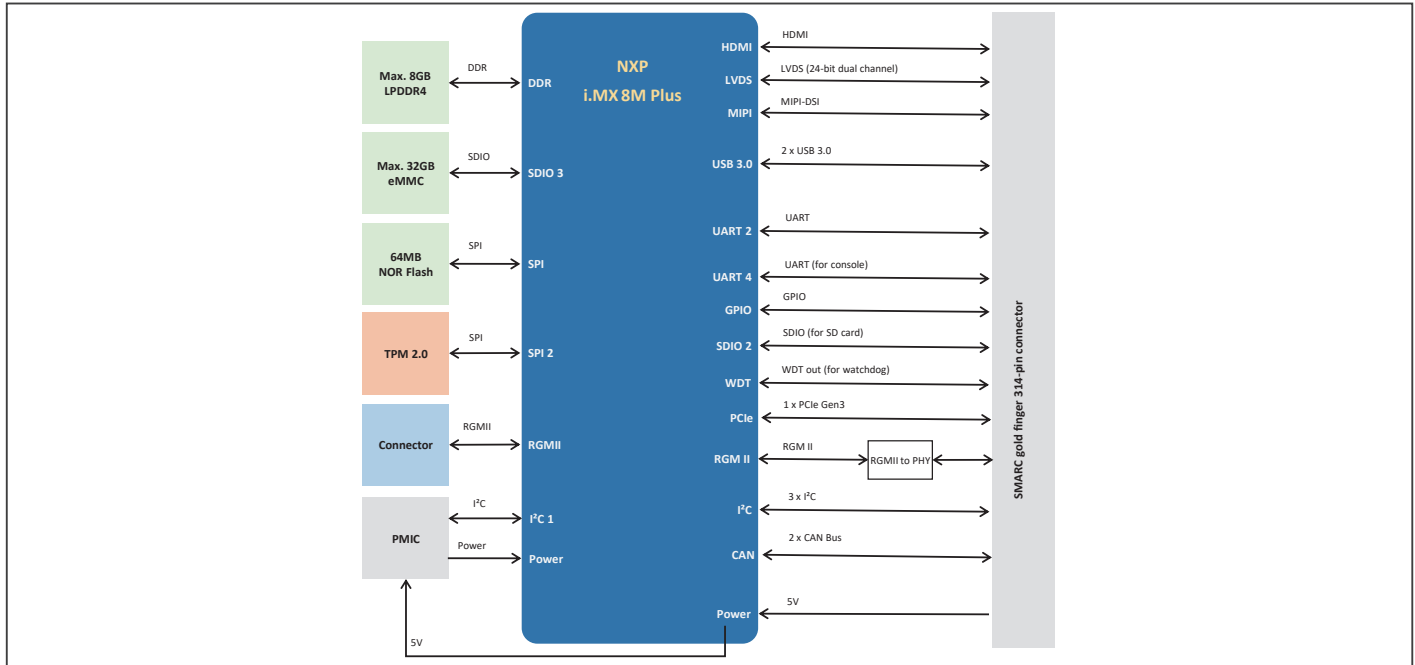 NXP
i.MX 8M Plus
Max. 8GB
LPDDR4
DDR
DDR
Max. 32GB
eMMC
SDIO
SDIO 3
64MB
NOR Flash
SPI
SPI
TPM 2.0
SPI
SPI 2
Connector
RGMII
RGMII
PMIC
I²C
I²C 1
Power
Power
5V
HDMI
HDMI
LVDS
LVDS (24-bit dual channel)
MIPI
MIPI-DSI
USB 3.0
2 x USB 3.0
UART 2
UART
UART 4
UART (for console)
GPIO
GPIO
SDIO 2
SDIO (for SD card)
WDT
WDT out (for watchdog)
PCIe
1 x PCIe Gen3
RGM II
RGM II
RGMII to PHY
I²C
3 x I²C
CAN
2 x CAN Bus
Power
5V
SMARC gold finger 314-pin connector